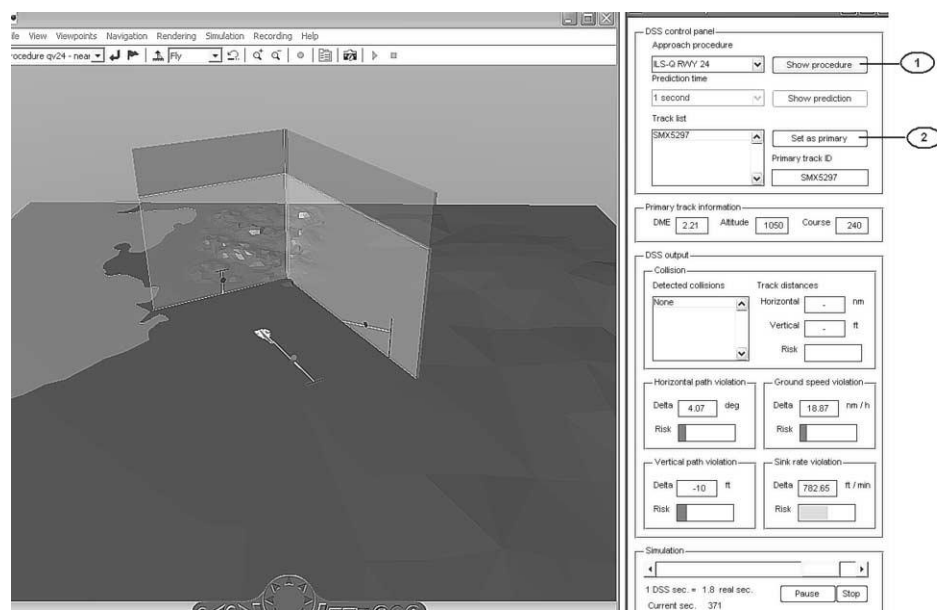 File View Viewpoints Navigation Rendering Simulation Recording Help
Fly
DSS control panel
Approach procedure
ILS-Q RWY 24
Show procedure
1
Prediction time
1 second
Show prediction
Track list
SMX5297
Set as primary
2
Primary track ID
SMX5297
Primary track information
DME 2.21 Altitude 1050 Course 240
DSS output
Collision
Detected collisions
None
Track distances
Horizontal - nm
Vertical - ft
Risk
Horizontal path violation
Delta 4.07 deg
Risk
Ground speed violation
Delta 18.87 nm / h
Risk
Vertical path violation
Delta -10 ft
Risk
Sink rate violation
Delta 782.65 ft / min
Risk
Simulation
1 DSS sec. = 1.8 real sec.
Pause Stop
Current sec. 371